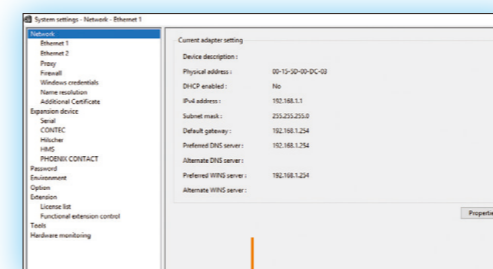 System settings - Network - Ethernet 1
Network
Ethernet 1
Ethernet 2
Proxy
Firewall
Windows credentials
Name resolution
Additional Certificate
Expansion device
Serial
CONTEC
Hilscher
HMS
PHOENIX CONTACT
Password
Environment
Option
Extension
License list
Functional extension control
Tools
Hardware monitoring
Current adapter setting
Device description :
Physical address : 00-15-5D-00-DC-03
DHCP enabled : No
IPv4 address : 192.168.1.1
Subnet mask : 255.255.255.0
Default gateway : 192.168.1.254
Preferred DNS server : 192.168.1.254
Alternate DNS server :
Preferred WINS server : 192.168.1.254
Alternate WINS server :
Propertie